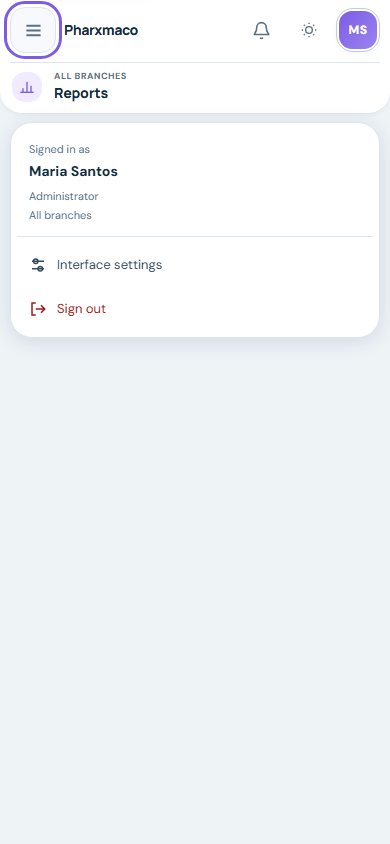 Pharxmaco
MS
ALL BRANCHES
Reports
Signed in as
Maria Santos
Administrator
All branches
Interface settings
Sign out